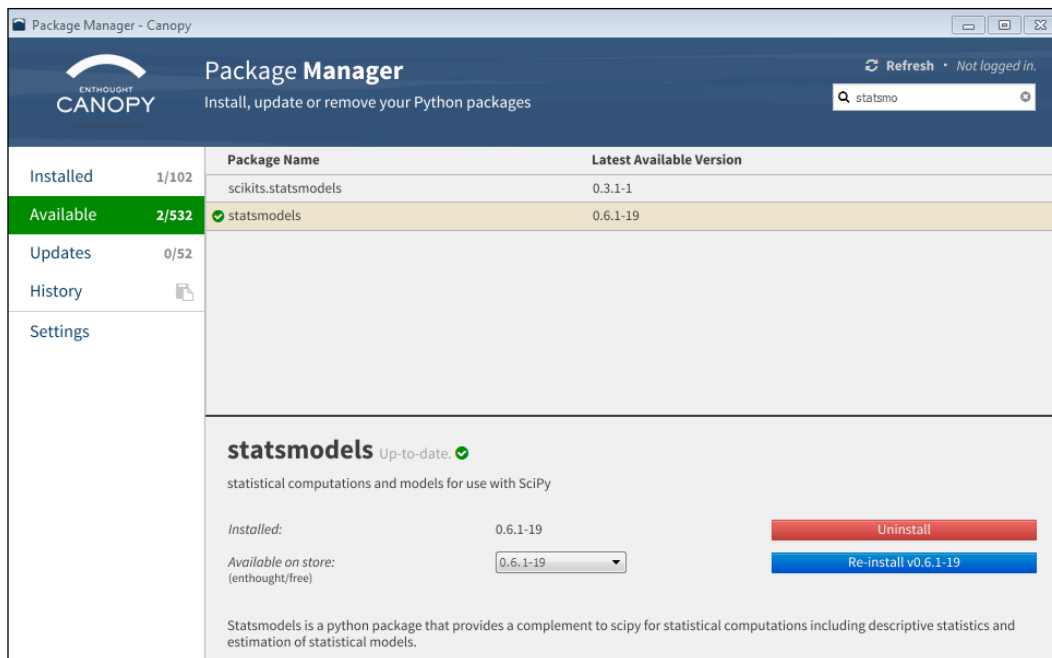 Package Manager - Canopy
ENTHOUGHT
CANOPY
Package Manager
Install, update or remove your Python packages
Refresh • Not logged in.
statsmo
Installed 1/102
Available 2/532
Updates 0/52
History
Settings
Package Name Latest Available Version
scikits.statsmodels 0.3.1-1
statsmodels 0.6.1-19
statsmodels Up-to-date.
statistical computations and models for use with SciPy
Installed: 0.6.1-19 Uninstall
Available on store: 0.6.1-19 Re-install v0.6.1-19
(enthought/free)
Statsmodels is a python package that provides a complement to scipy for statistical computations including descriptive statistics and
estimation of statistical models.